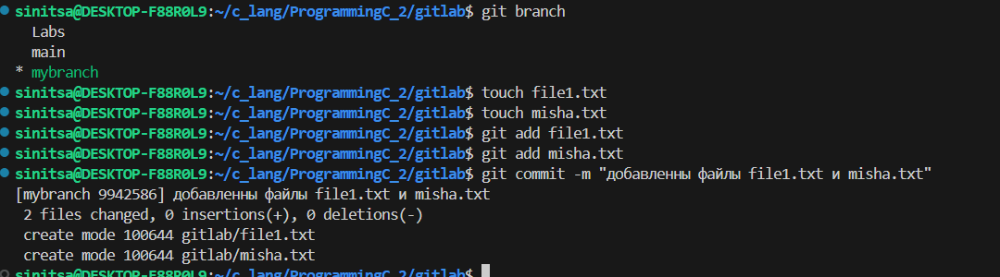 sinitsa@DESKTOP-F88R0L9:~/c_lang/ProgrammingC_2/gitlab$ git branch
  Labs
  main
* mybranch
sinitsa@DESKTOP-F88R0L9:~/c_lang/ProgrammingC_2/gitlab$ touch file1.txt
sinitsa@DESKTOP-F88R0L9:~/c_lang/ProgrammingC_2/gitlab$ touch misha.txt
sinitsa@DESKTOP-F88R0L9:~/c_lang/ProgrammingC_2/gitlab$ git add file1.txt
sinitsa@DESKTOP-F88R0L9:~/c_lang/ProgrammingC_2/gitlab$ git add misha.txt
sinitsa@DESKTOP-F88R0L9:~/c_lang/ProgrammingC_2/gitlab$ git commit -m "добавленны файлы file1.txt и misha.txt"
[mybranch 9942586] добавленны файлы file1.txt и misha.txt
 2 files changed, 0 insertions(+), 0 deletions(-)
 create mode 100644 gitlab/file1.txt
 create mode 100644 gitlab/misha.txt
sinitsa@DESKTOP-F88R0L9:~/c_lang/ProgrammingC_2/gitlab$